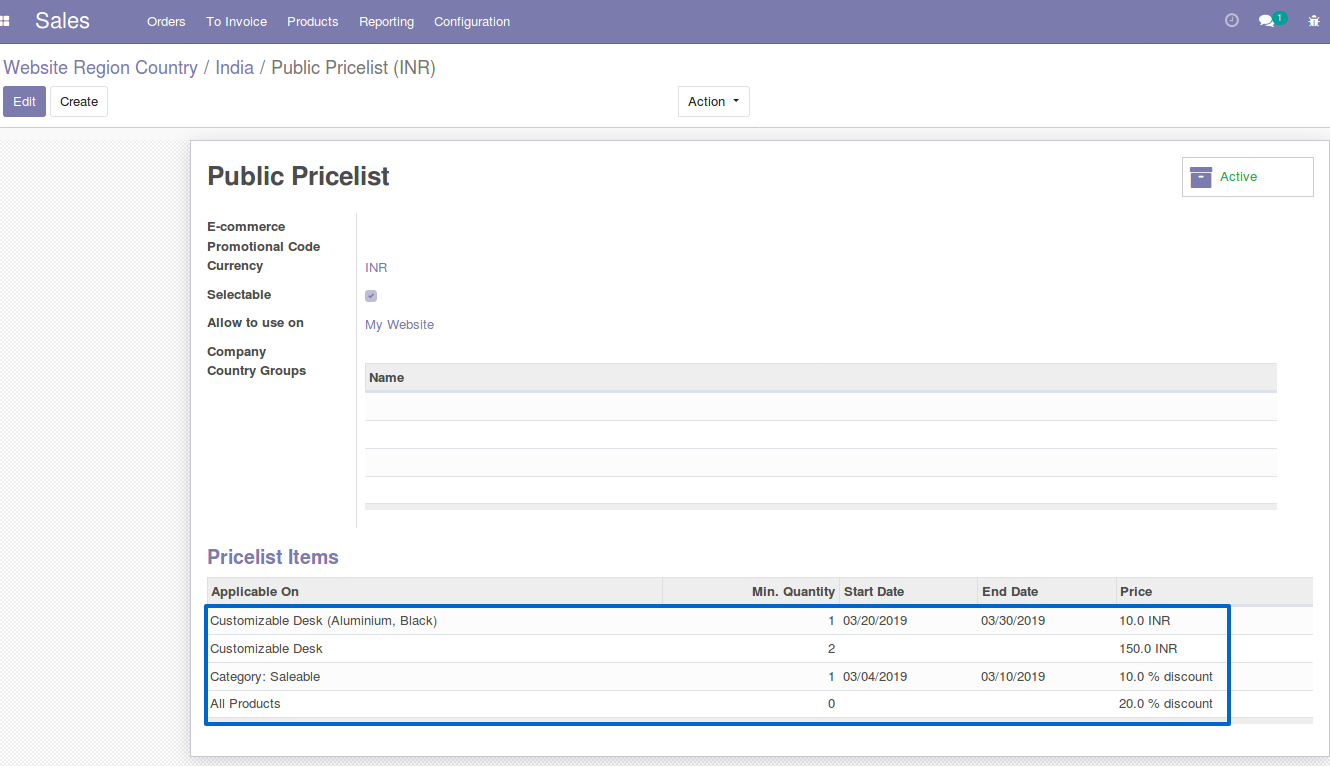 Sales Orders To Invoice Products Reporting Configuration 1
Website Region Country / India / Public Pricelist (INR)
Edit Create Action
Public Pricelist
Active
E-commerce
Promotional Code
Currency INR
Selectable
Allow to use on My Website
Company
Country Groups
Name
Pricelist Items
Applicable On Min. Quantity Start Date End Date Price
Customizable Desk (Aluminium, Black) 1 03/20/2019 03/30/2019 10.0 INR
Customizable Desk 2 150.0 INR
Category: Saleable 1 03/04/2019 03/10/2019 10.0 % discount
All Products 0 20.0 % discount